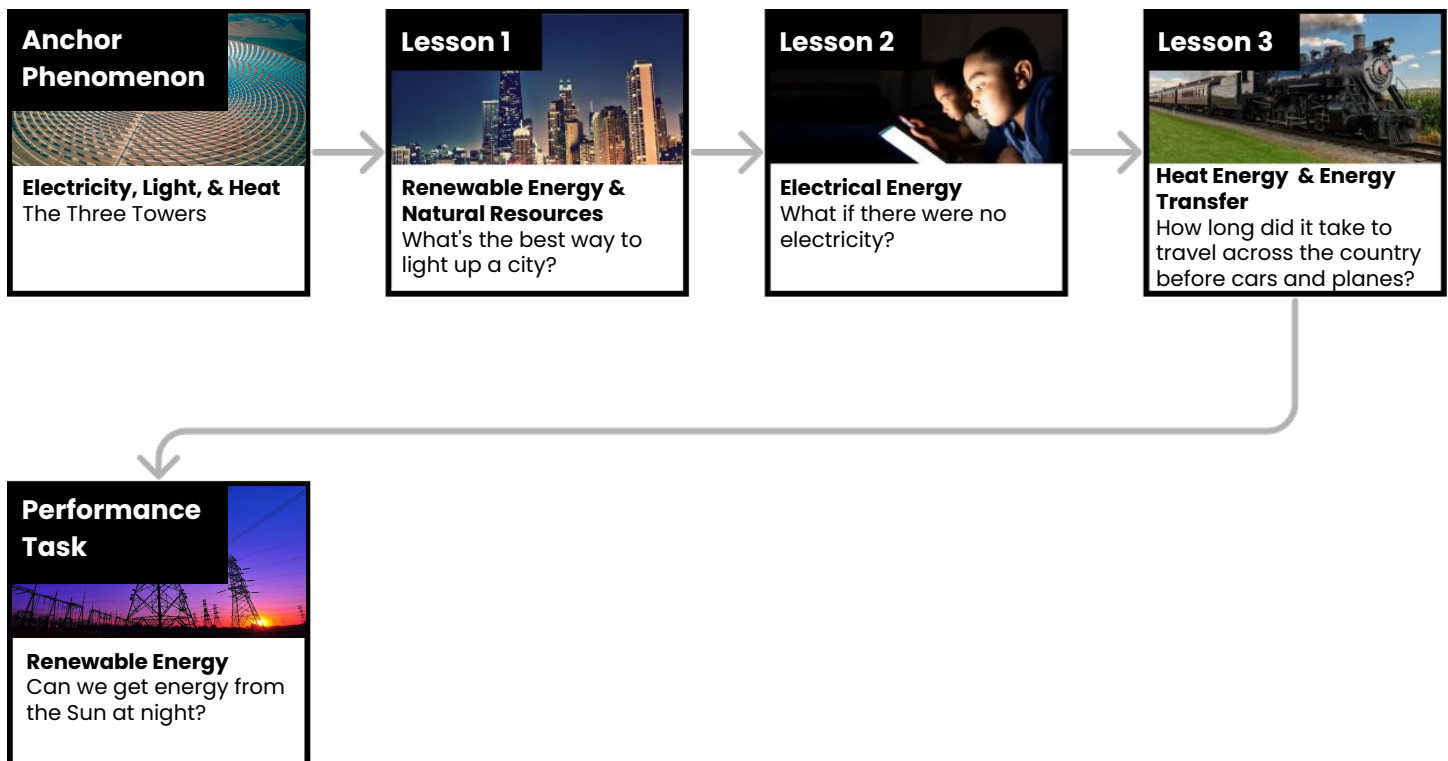 Anchor
Phenomenon
Electricity, Light, & Heat
The Three Towers
Lesson 1
Renewable Energy &
Natural Resources
What's the best way to
light up a city?
Lesson 2
Electrical Energy
What if there were no
electricity?
Lesson 3
Heat Energy & Energy
Transfer
How long did it take to
travel across the country
before cars and planes?
Performance
Task
Renewable Energy
Can we get energy from
the Sun at night?